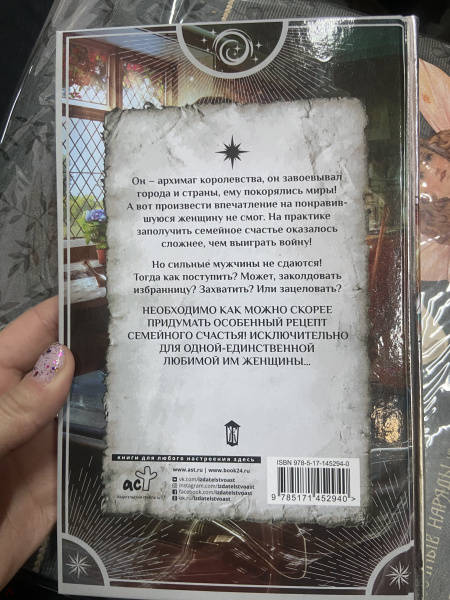 Он – архимаг королевства, он завоевывал
города и страны, ему покорялись миры!
А вот произвести впечатление на понравив-
шуюся женщину не смог. На практике
заполучить семейное счастье оказалось
сложнее, чем выиграть войну!
Но сильные мужчины не сдаются!
Тогда как поступить? Может, заколдовать
избранницу? Захватить? Или зацеловать?
НЕОБХОДИМО КАК МОЖНО СКОРЕЕ
ПРИДУМАТЬ ОСОБЕННЫЙ РЕЦЕПТ
СЕМЕЙНОГО СЧАСТЬЯ! ИСКЛЮЧИТЕЛЬНО
ДЛЯ ОДНОЙ-ЕДИНСТВЕННОЙ
ЛЮБИМОЙ ИМ ЖЕНЩИНЫ...
книги для любого настроения здесь
www.ast.ru | www.book24.ru
vk.com/izdatelstvoast
instagram.com/izdatelstvoast
facebook.com/izdatelstvoast
ok.ru/izdatelstvoast
аст
ISBN 978-5-17-145294-0
9 785171 452940
НАРЯДЫ